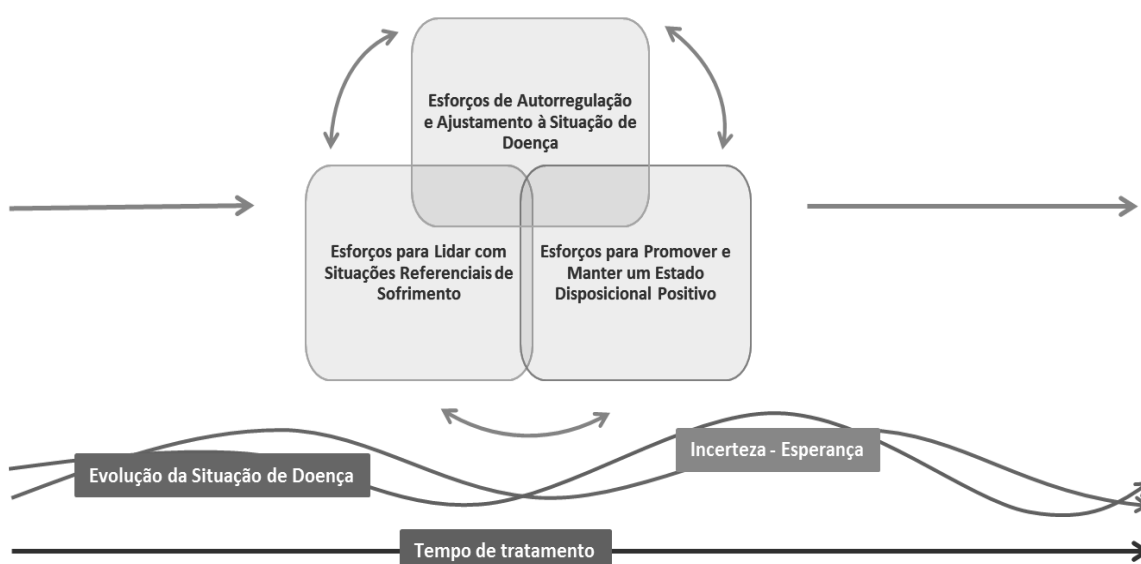 Esforços de Autorregulação
e Ajustamento à Situação de
Doença
Esforços para Lidar com
Situações Referenciais de
Sofrimento
Esforços para Promover e
Manter um Estado
Disposicional Positivo
Incerteza - Esperança
Evolução da Situação de Doença
Tempo de tratamento